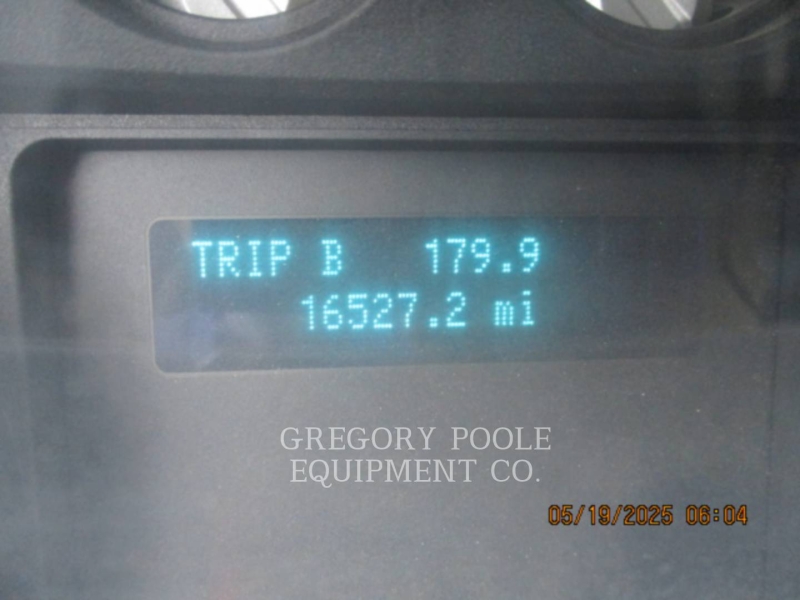 TRIP B 179.9
16527.2 mi
GREGORY POOLE
EQUIPMENT CO.
05/19/2025 06:04